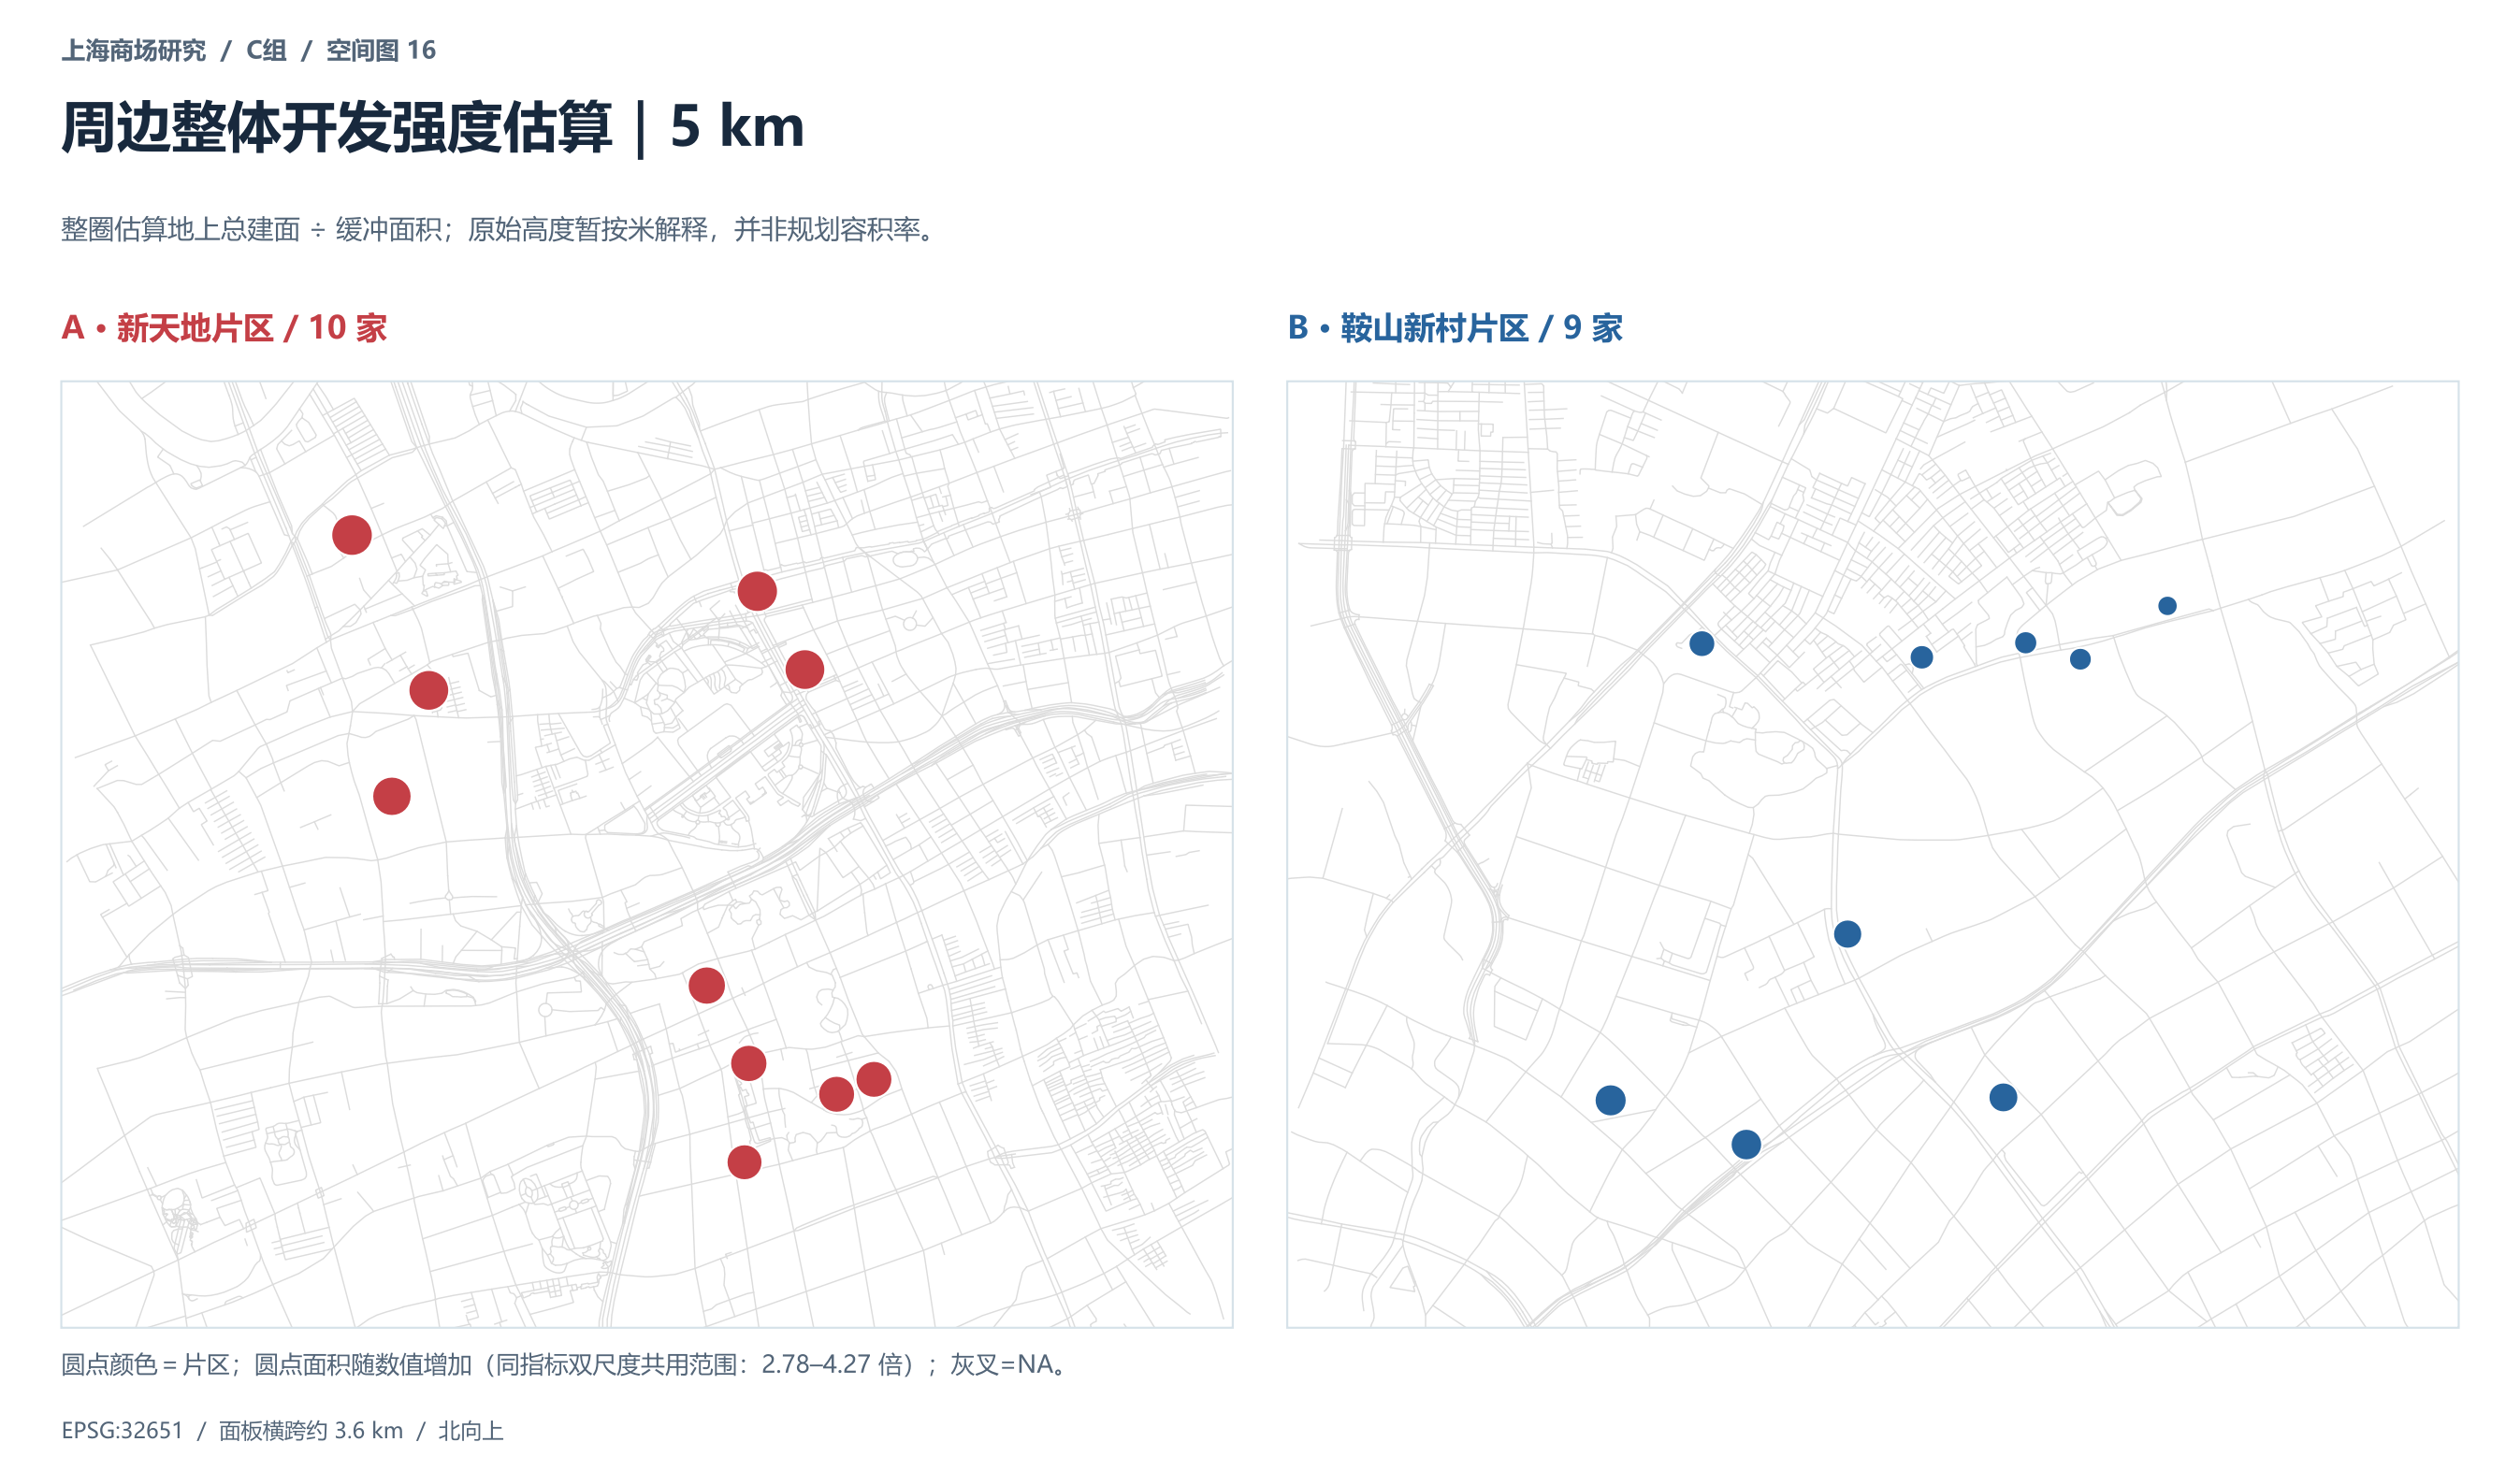 上海商场研究 / C组 / 空间图 16
周边整体开发强度估算｜5 km
整圈估算地上总建面 ÷ 缓冲面积；原始高度暂按米解释，并非规划容积率。
A · 新天地片区 / 10 家
B · 鞍山新村片区 / 9 家
圆点颜色 = 片区；圆点面积随数值增加（同指标双尺度共用范围：2.78–4.27 倍）；灰叉=NA。
EPSG:32651 / 面板横跨约 3.6 km / 北向上